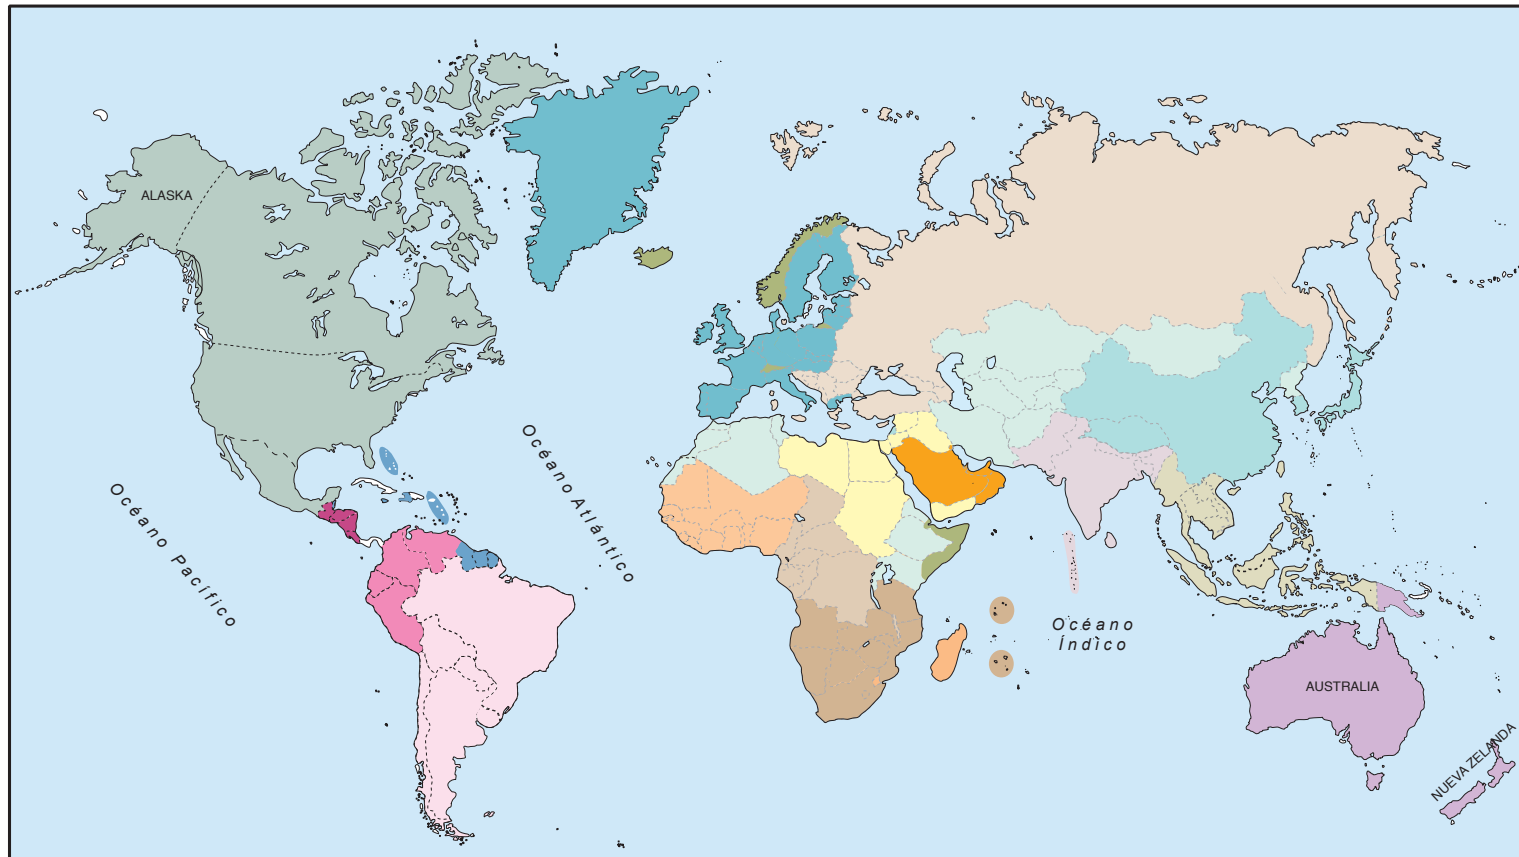 ALASKA
Océano Pacífico
Océano Atlántico
Océano
Índico
AUSTRALIA
NUEVA ZELANDA